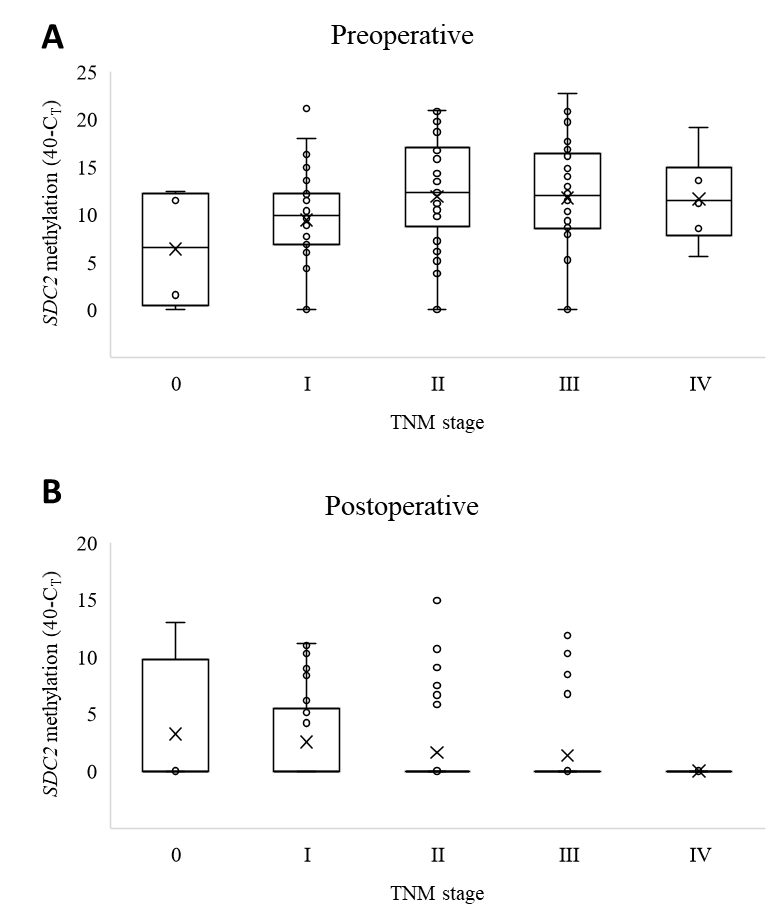 A
Preoperative
SDC2 methylation (40-CT)
25
20
15
10
5
0
0 I II III IV
TNM stage
B
Postoperative
SDC2 methylation (40-CT)
20
15
10
5
0
0 I II III IV
TNM stage